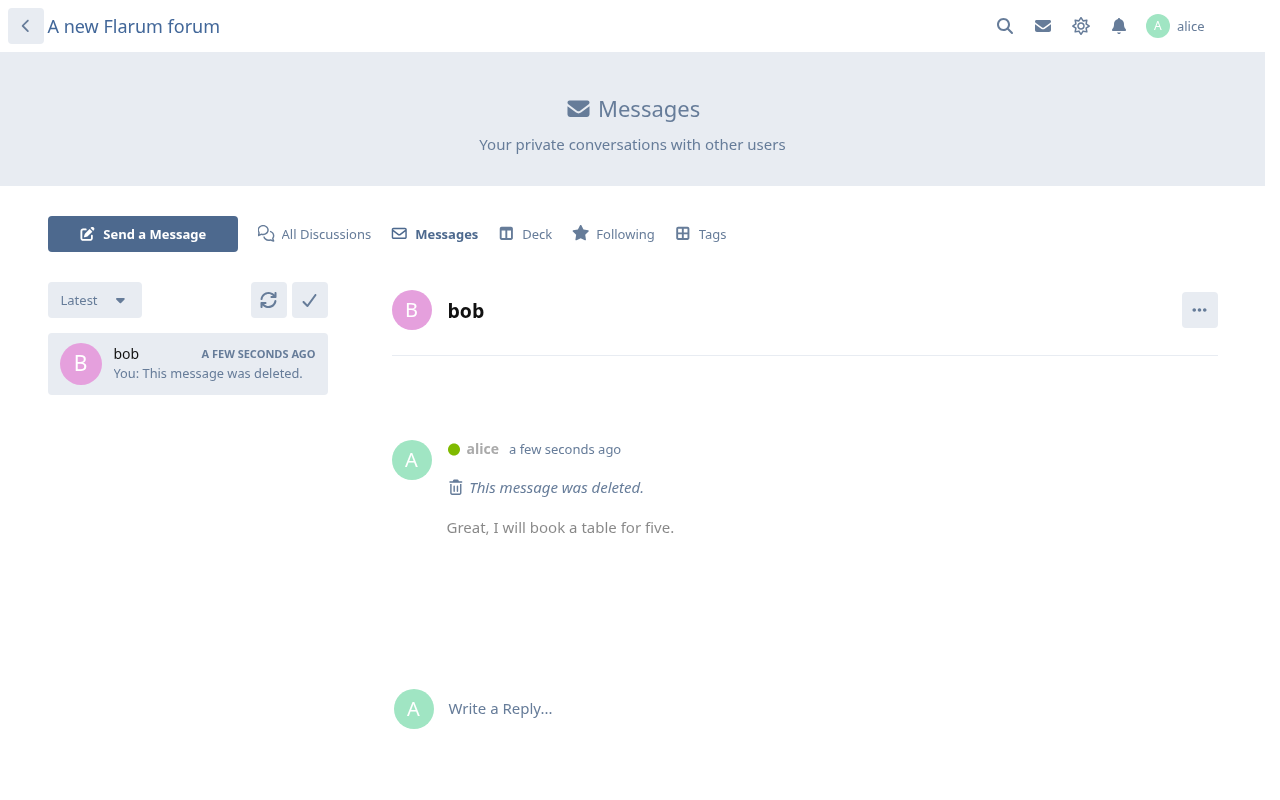 A new Flarum forum
A alice
Messages
Your private conversations with other users
Send a Message
All Discussions
Messages
Deck
Following
Tags
Latest
B
bob
A FEW SECONDS AGO
You: This message was deleted.
B
bob
A
alice a few seconds ago
This message was deleted.
Great, I will book a table for five.
A
Write a Reply...